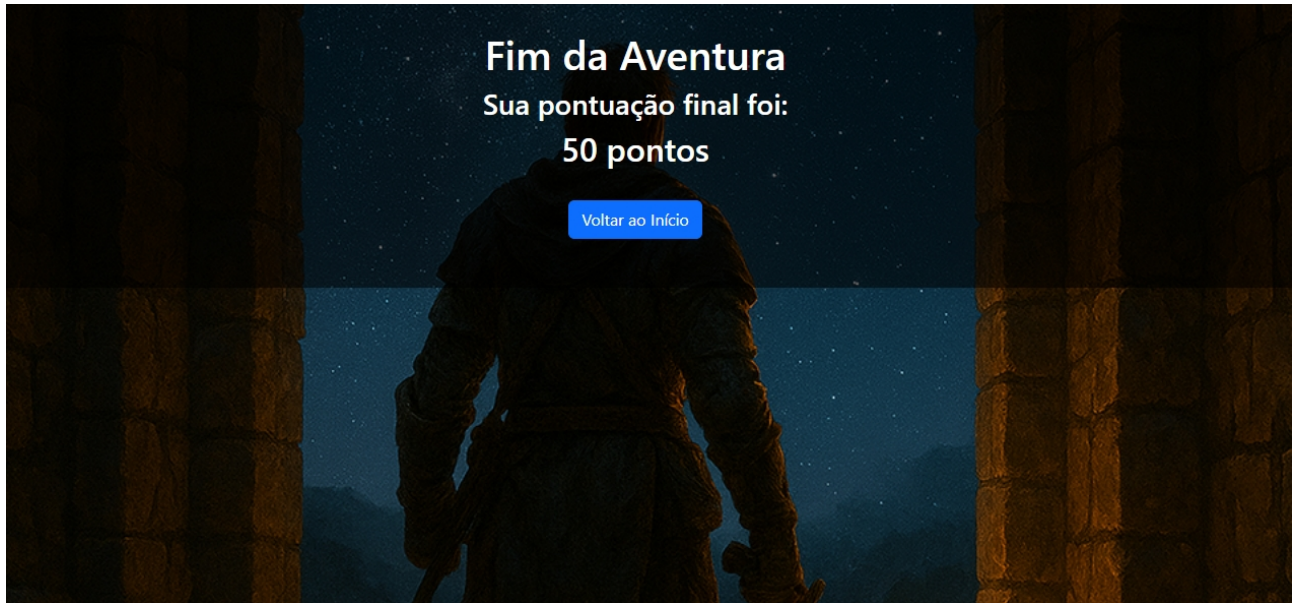 Fim da Aventura
Sua pontuação final foi:
50 pontos
Voltar ao Início